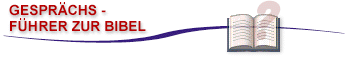 GESPRÄCHS -
FÜHRER ZUR BIBEL
?